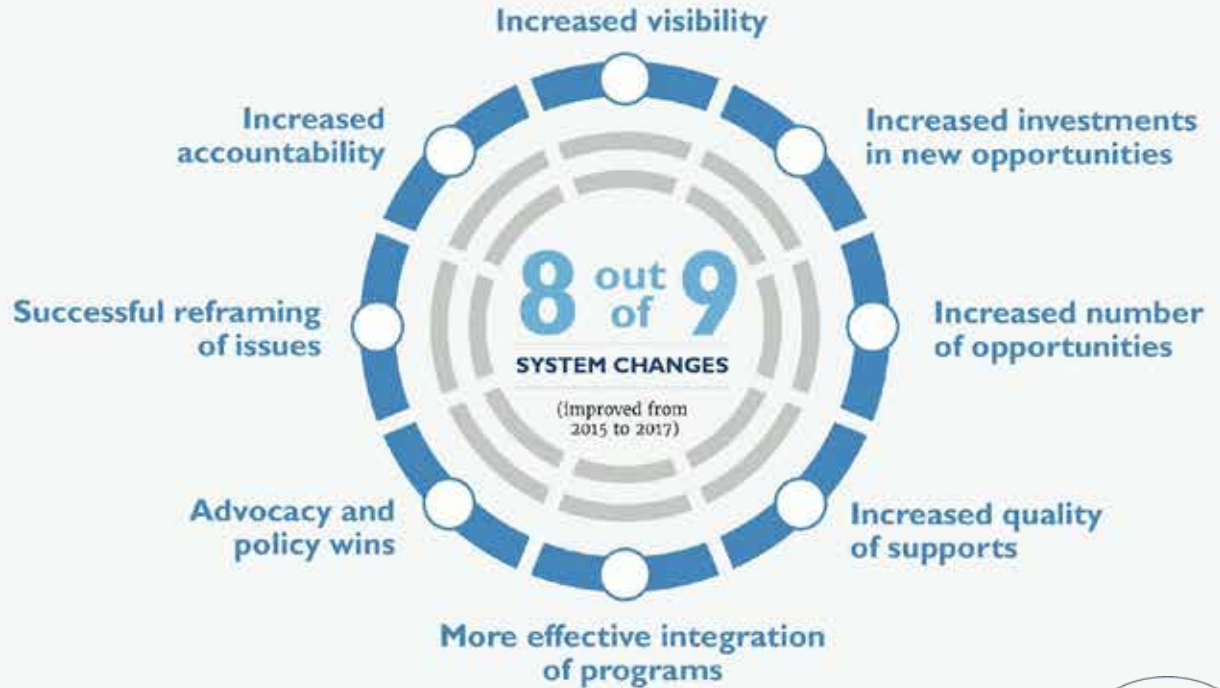 Increased visibility
Increased investments
in new opportunities
Increased number
of opportunities
Increased quality
of supports
More effective integration
of programs
Advocacy and
policy wins
Successful reframing
of issues
Increased
accountability
8 out of 9
SYSTEM CHANGES
(improved from
2015 to 2017)